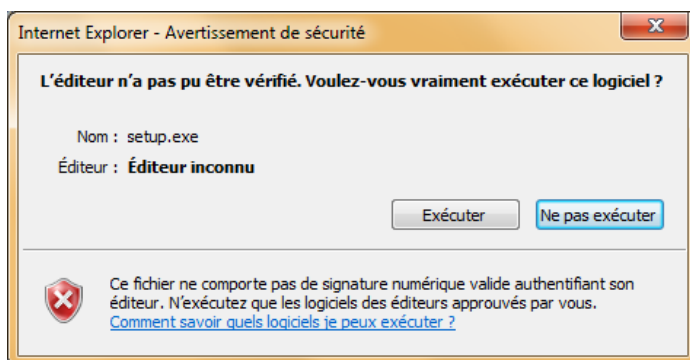 Internet Explorer - Avertissement de sécurité
L’éditeur n’a pas pu être vérifié. Voulez-vous vraiment exécuter ce logiciel ?
Nom : setup.exe
Éditeur : Éditeur inconnu
Exécuter Ne pas exécuter
Ce fichier ne comporte pas de signature numérique valide authentifiant son
éditeur. N’exécutez que les logiciels des éditeurs approuvés par vous.
Comment savoir quels logiciels je peux exécuter ?